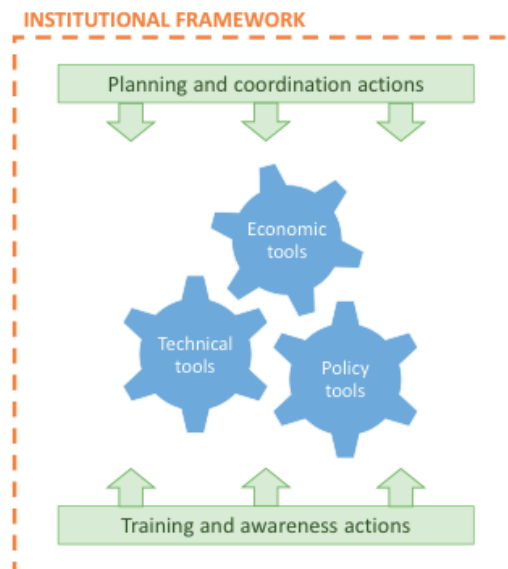 INSTITUTIONAL FRAMEWORK
Planning and coordination actions
Economic
tools
Technical
tools
Policy
tools
Training and awareness actions